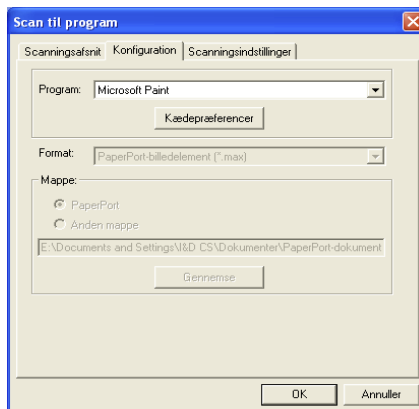 Scan til program
Scanningsafsnit Konfiguration Scanningsindstillinger
Program: Microsoft Paint
Kædepræferencer
Format: PaperPort-billedelement (*.max)
Mappe:
PaperPort
Anden mappe
E:\Documents and Settings\I&D CS\Dokumenter\PaperPort-dokument
Gennemse
OK Annuller